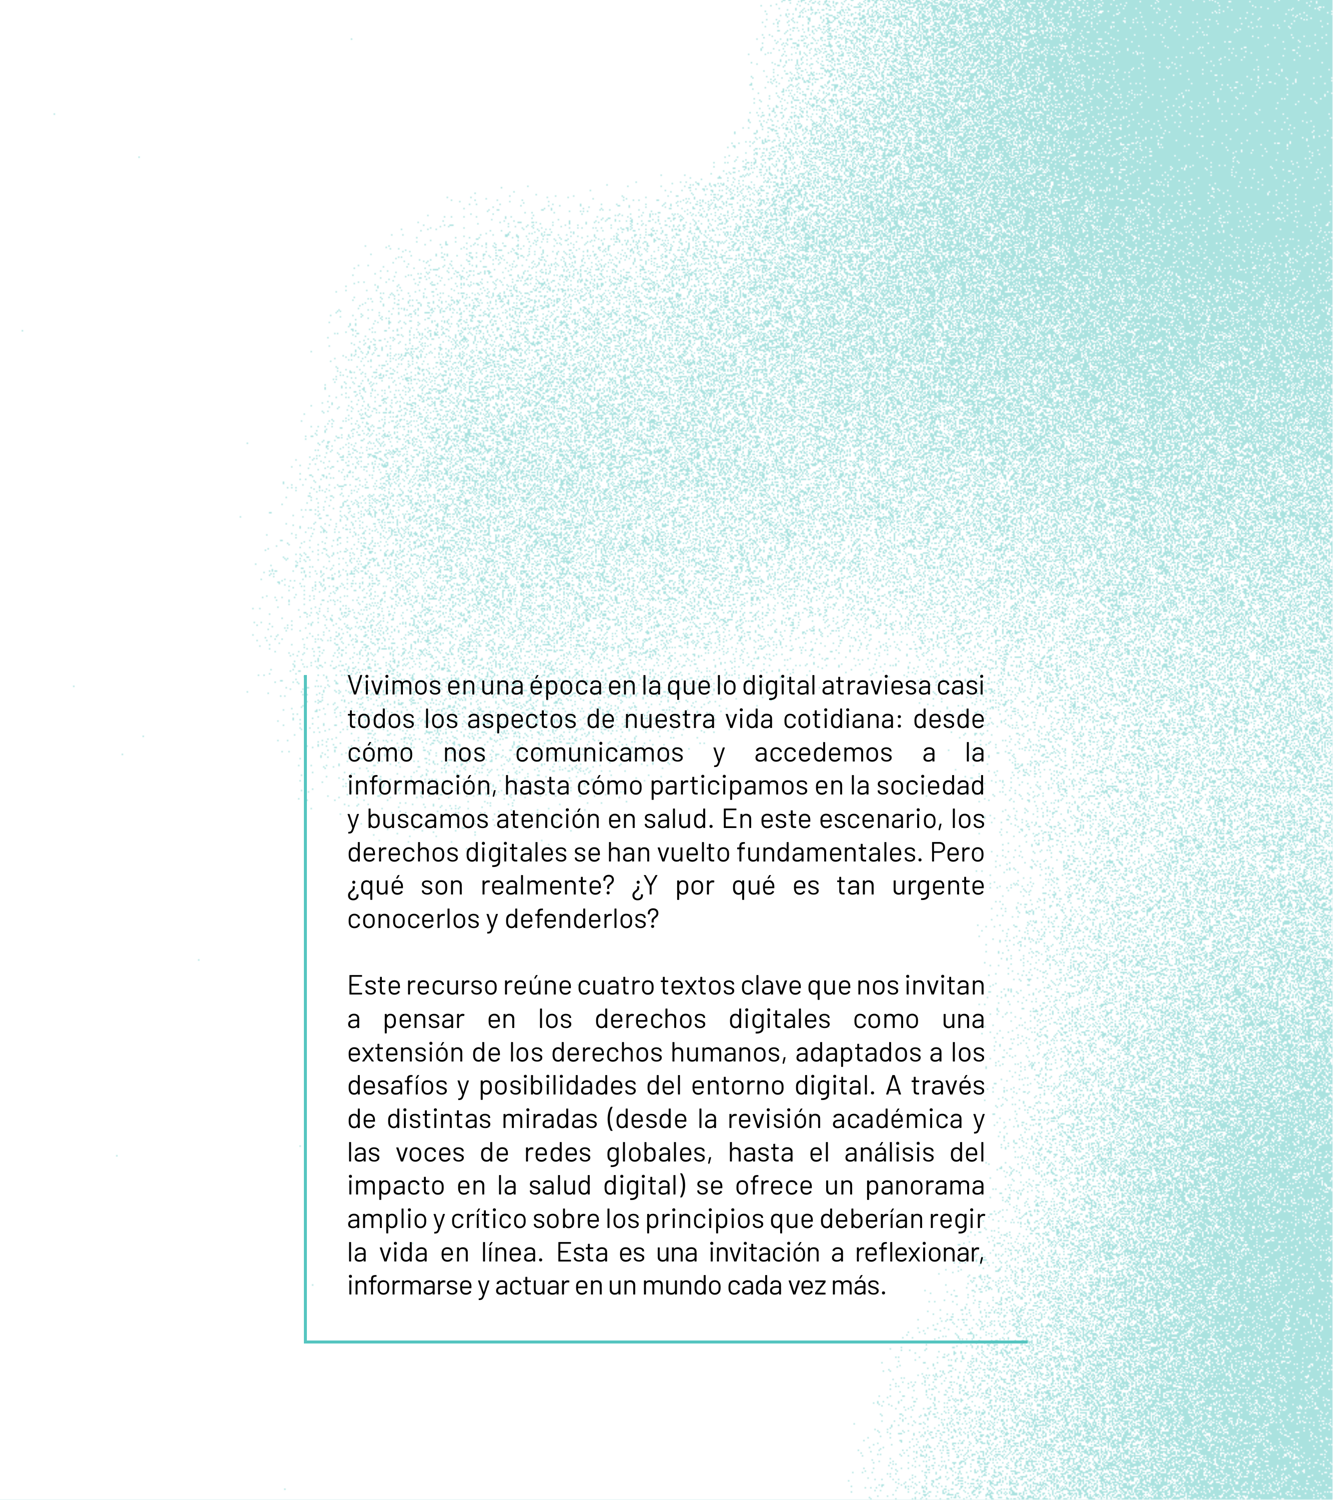 Vivimos en una época en la que lo digital atraviesa casi
todos los aspectos de nuestra vida cotidiana: desde
cómo nos comunicamos y accedemos a la
información, hasta cómo participamos en la sociedad
y buscamos atención en salud. En este escenario, los
derechos digitales se han vuelto fundamentales. Pero
¿qué son realmente? ¿Y por qué es tan urgente
conocerlos y defenderlos?
Este recurso reúne cuatro textos clave que nos invitan
a pensar en los derechos digitales como una
extensión de los derechos humanos, adaptados a los
desafíos y posibilidades del entorno digital. A través
de distintas miradas (desde la revisión académica y
las voces de redes globales, hasta el análisis del
impacto en la salud digital) se ofrece un panorama
amplio y crítico sobre los principios que deberían regir
la vida en línea. Esta es una invitación a reflexionar,
informarse y actuar en un mundo cada vez más.